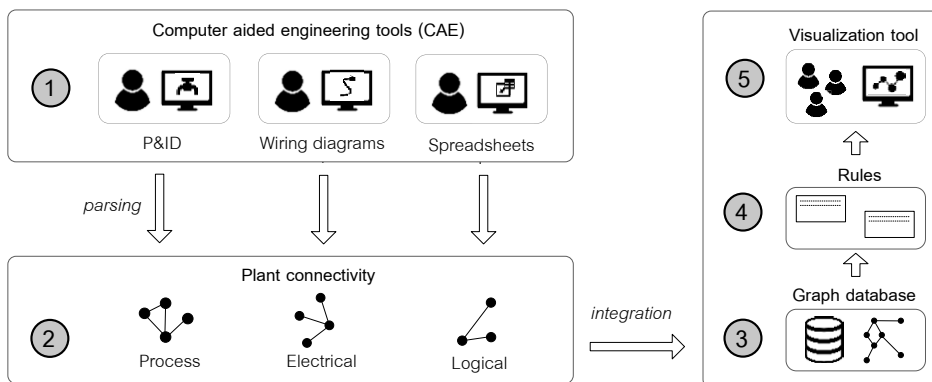 Computer aided engineering tools (CAE)
1
P&ID
Wiring diagrams
Spreadsheets
parsing
Plant connectivity
2
Process
Electrical
Logical
integration
Visualization tool
5
Rules
4
Graph database
3